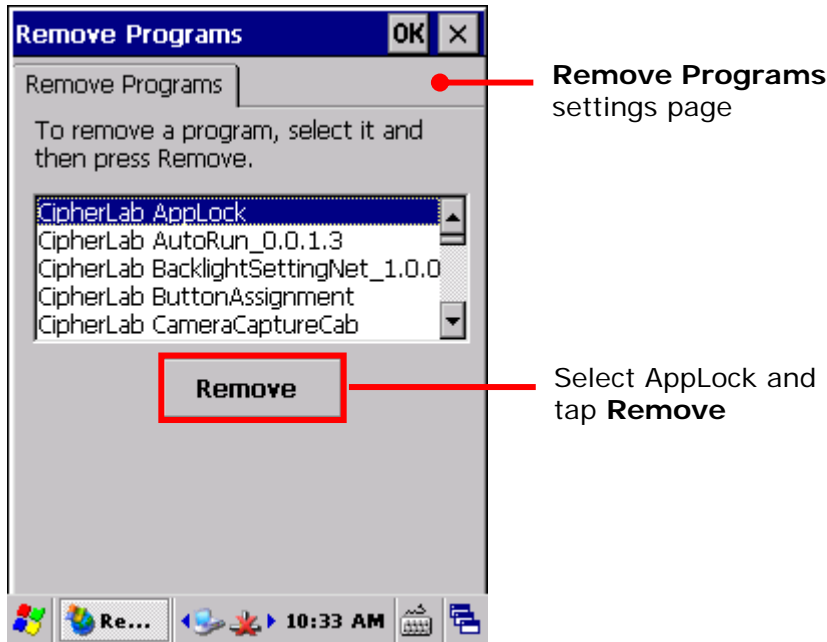 Remove Programs
OK
Remove Programs
To remove a program, select it and
then press Remove.
CipherLab AppLock
CipherLab AutoRun_0.0.1.3
CipherLab BacklightSettingNet_1.0.0
CipherLab ButtonAssignment
CipherLab CameraCaptureCab
Remove
Re...
10:33 AM
Remove Programs
settings page
Select AppLock and
tap Remove